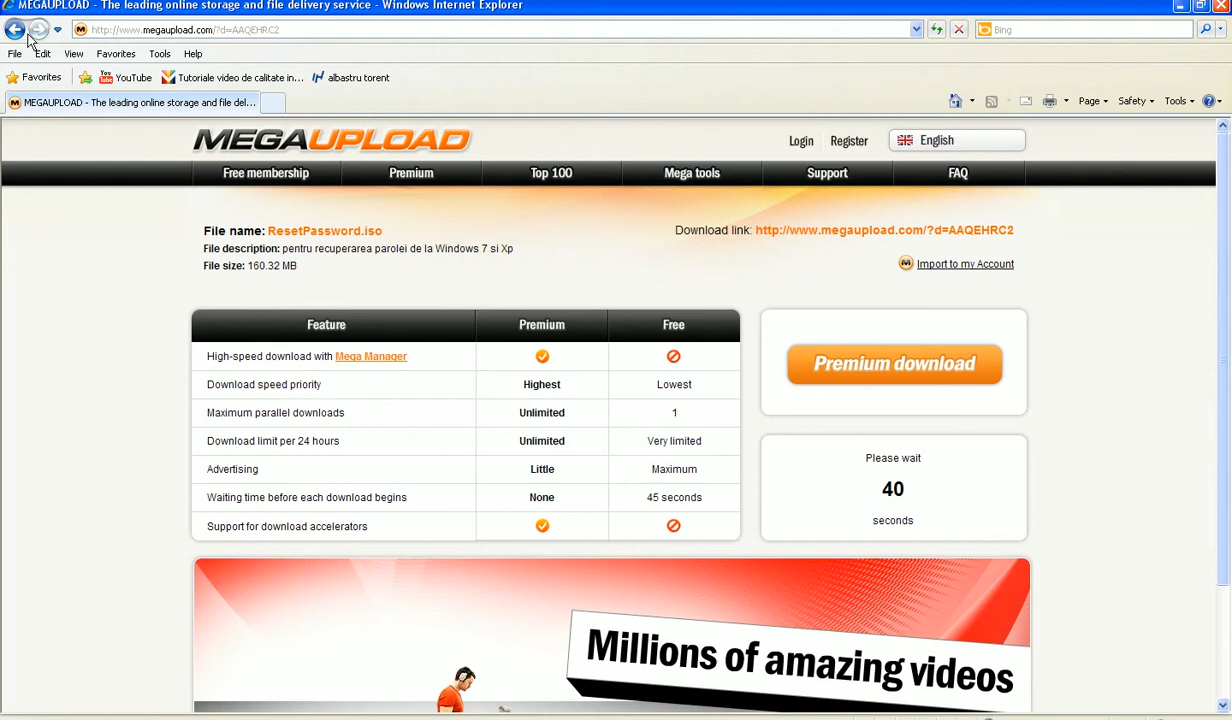 MEGAUPLOAD - The leading online storage and file delivery service - Windows Internet Explorer
http://www.megaupload.com/?d=AAQEHRC2
Bing
File Edit View Favorites Tools Help
Favorites YouTube Tutoriale video de calitate in... albastru torent
MEGAUPLOAD - The leading online storage and file del... Page Safety Tools
MEGAUPLOAD Login Register English
Free membership Premium Top 100 Mega tools Support FAQ
File name: ResetPassword.iso
Download link: http://www.megaupload.com/?d=AAQEHRC2
File description: pentru recuperarea parolei de la Windows 7 si Xp
File size: 160.32 MB
Import to my Account
Feature Premium Free
High-speed download with Mega Manager
Download speed priority Highest Lowest
Maximum parallel downloads Unlimited 1
Download limit per 24 hours Unlimited Very limited
Advertising Little Maximum
Waiting time before each download begins None 45 seconds
Support for download accelerators
Premium download
Please wait
40
seconds
Millions of amazing videos